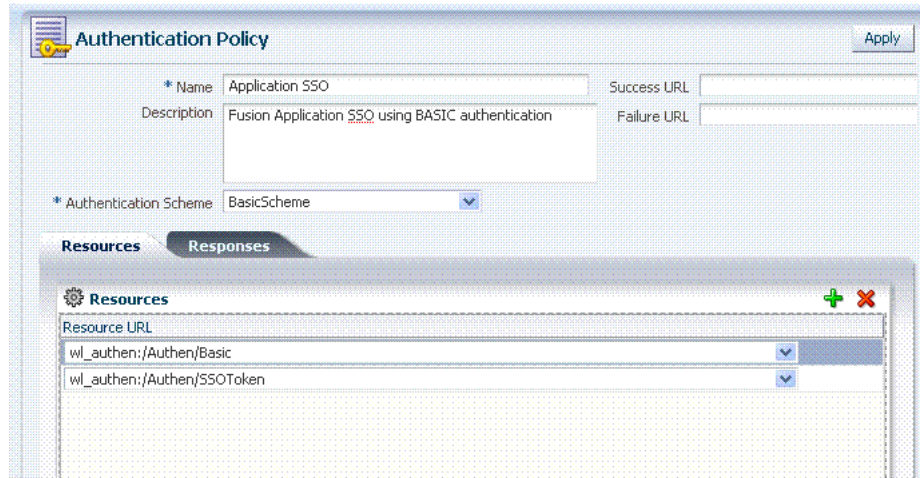 Authentication Policy
Apply
* Name Application SSO
Success URL
Description Fusion Application SSO using BASIC authentication
Failure URL
* Authentication Scheme BasicScheme
Resources Responses
Resources
Resource URL
wl_authen:/Authen/Basic
wl_authen:/Authen/SSOToken